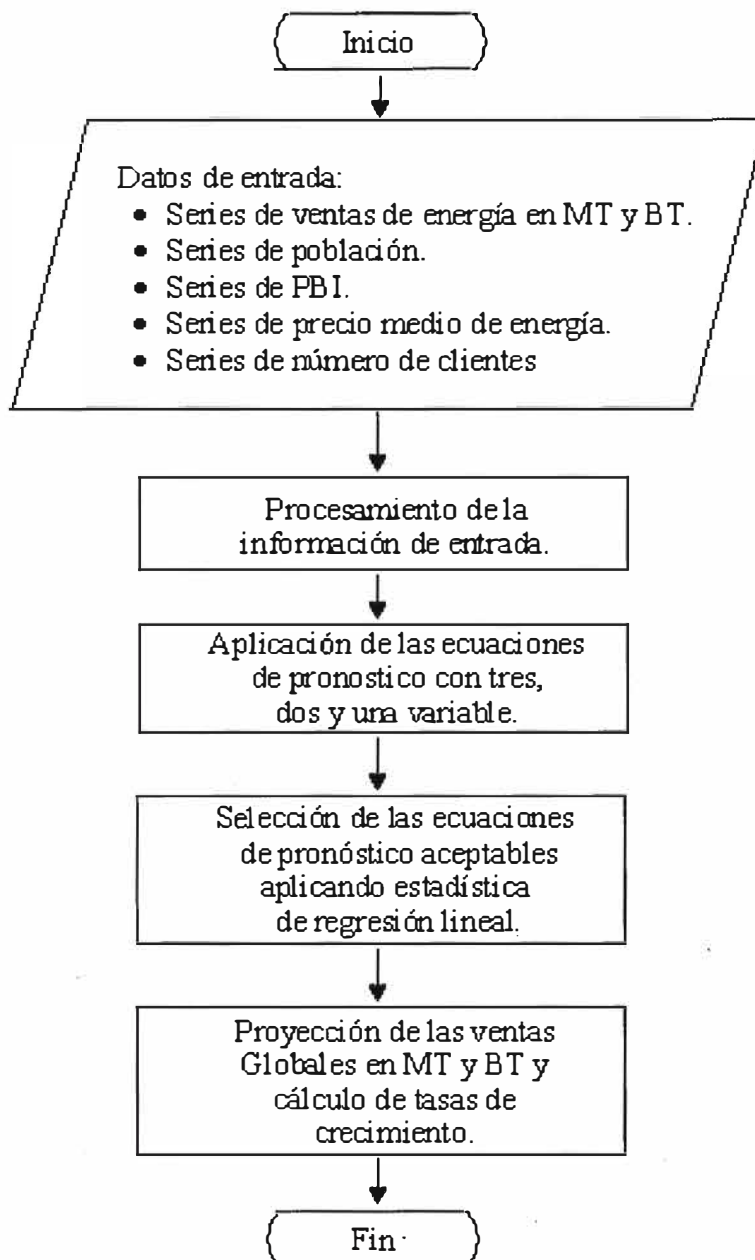 Inicio
Datos de entrada:
• Series de ventas de energía en MT y BT.
• Series de población.
• Series de PBI.
• Series de precio medio de energía.
• Series de número de clientes
Procesamiento de la
información de entrada.
Aplicación de las ecuaciones
de pronostico con tres,
dos y una variable.
Selección de las ecuaciones
de pronóstico aceptables
aplicando estadística
de regresión lineal.
Proyección de las ventas
Globales en MT y BT y
cálculo de tasas de
crecimiento.
Fin